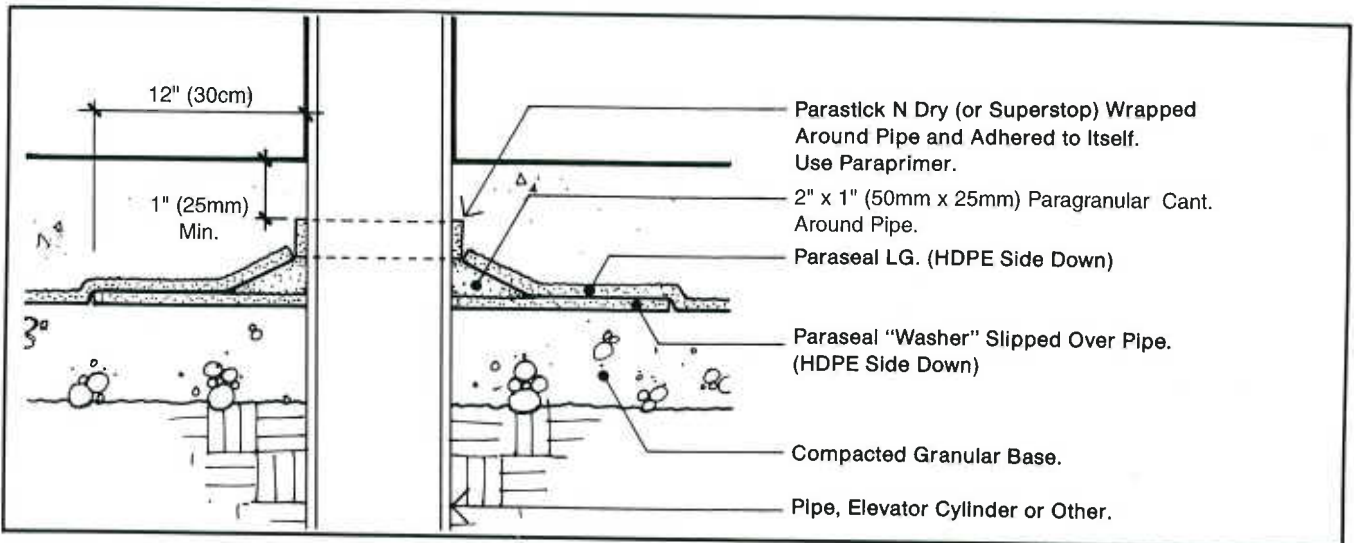 12" (30cm)
1" (25mm)
Min.
Parastick N Dry (or Superstop) Wrapped
Around Pipe and Adhered to Itself.
Use Paraprimer.
2" x 1" (50mm x 25mm) Paragranular Cant.
Around Pipe.
Paraseal LG. (HDPE Side Down)
Paraseal “Washer” Slipped Over Pipe.
(HDPE Side Down)
Compacted Granular Base.
Pipe, Elevator Cylinder or Other.